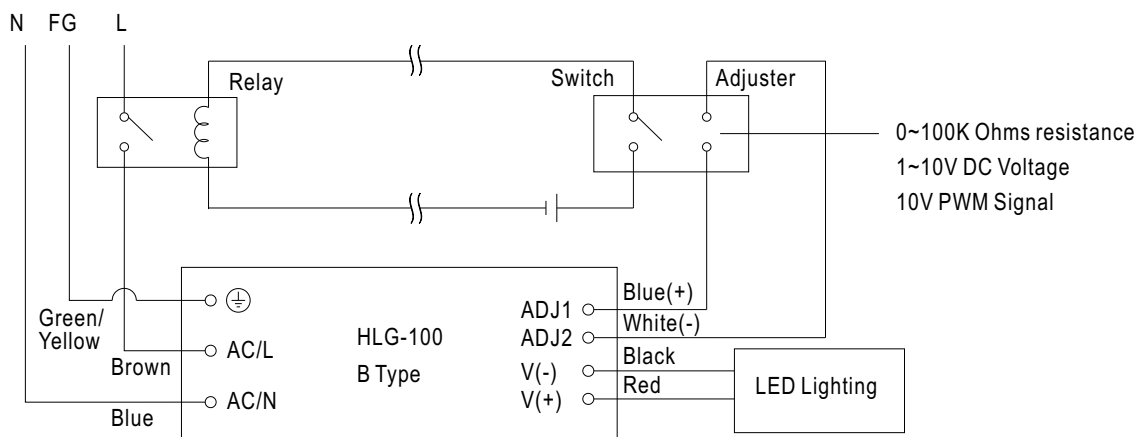 N FG L
Relay
Switch
Adjuster
0~100K Ohms resistance
1~10V DC Voltage
10V PWM Signal
Green/
Yellow
Brown
Blue
AC/L
AC/N
HLG-100
B Type
ADJ1
ADJ2
V(-)
V(+)
Blue(+)
White(-)
Black
Red
LED Lighting